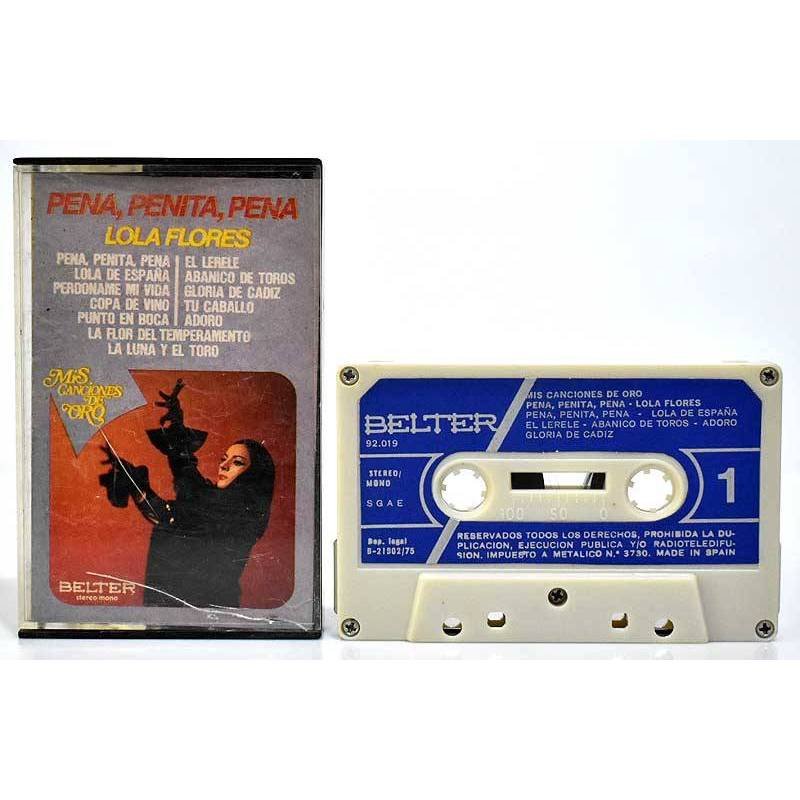 PENA, PENITA, PENA
LOLA FLORES
PENA, PENITA, PENA
LOLA DE ESPAÑA
PERDONAME MI VIDA
COPA DE VINO
PUNTO EN BOCA
EL LERELE
ABANICO DE TOROS
GLORIA DE CADIZ
TU CABALLO
ADORO
LA FLOR DEL TEMPERAMENTO
LA LUNA Y EL TORO
MIS
CANCIONES
DE
ORO
BELTER
stereo mono
BELTER
92.019
MIS CANCIONES DE ORO
PENA, PENITA, PENA - LOLA FLORES
PENA, PENITA, PENA - LOLA DE ESPAÑA
EL LERELE - ABANICO DE TOROS - ADORO
GLORIA DE CADIZ
STEREO/
MONO
SGAE
100 50 0
1
Dep. legal
B-21902/75
RESERVADOS TODOS LOS DERECHOS, PROHIBIDA LA DU-
PLICACION, EJECUCION PUBLICA Y/O RADIOTELEDIFU-
SION. IMPUESTO A METALICO N.° 3730. MADE IN SPAIN